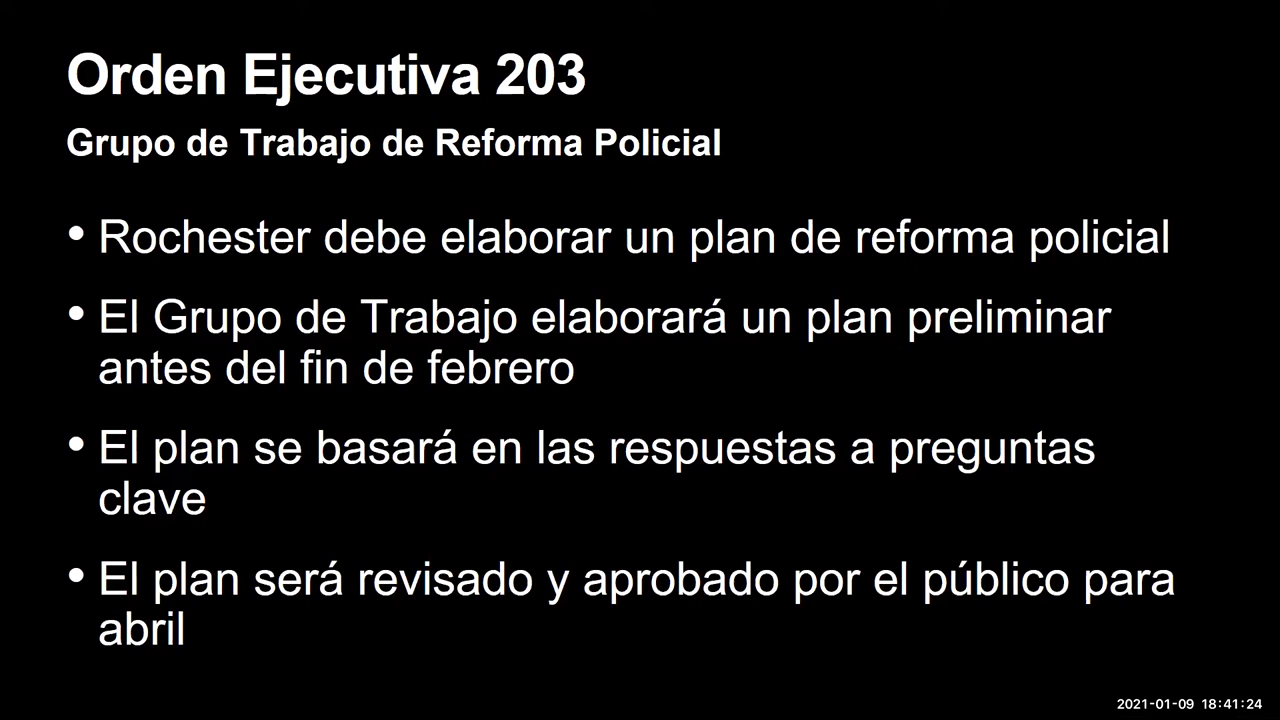 Orden Ejecutiva 203
Grupo de Trabajo de Reforma Policial
• Rochester debe elaborar un plan de reforma policial
• El Grupo de Trabajo elaborará un plan preliminar
antes del fin de febrero
• El plan se basará en las respuestas a preguntas
clave
• El plan será revisado y aprobado por el público para
abril
2021-01-09 18:41:24